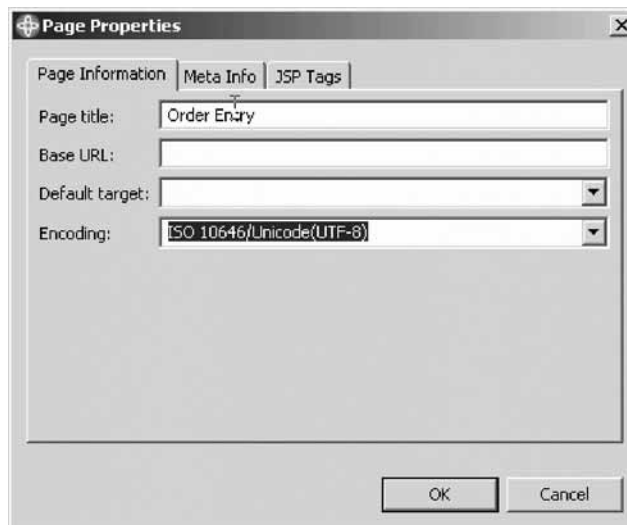 Page Properties
Page Information Meta Info JSP Tags
Page title: Order Entry
Base URL:
Default target:
Encoding: ISO 10646/Unicode(UTF-8)
OK Cancel